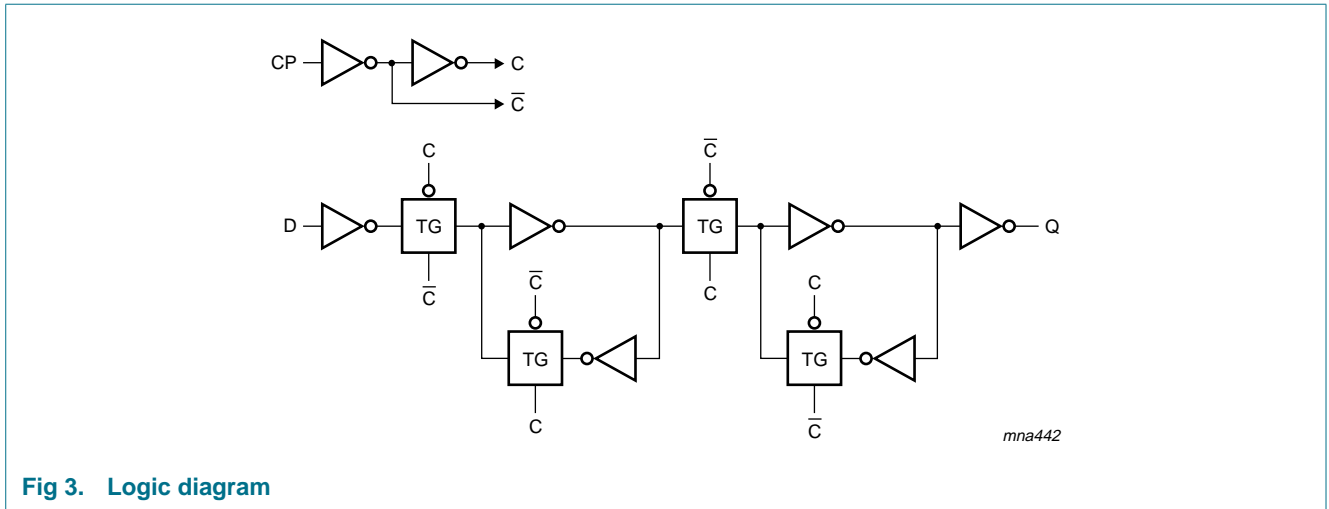 CP C
C̅
C C̅
D TG TG Q
C̅ C̅ C C
TG TG
C C̅
mna442
Fig 3. Logic diagram